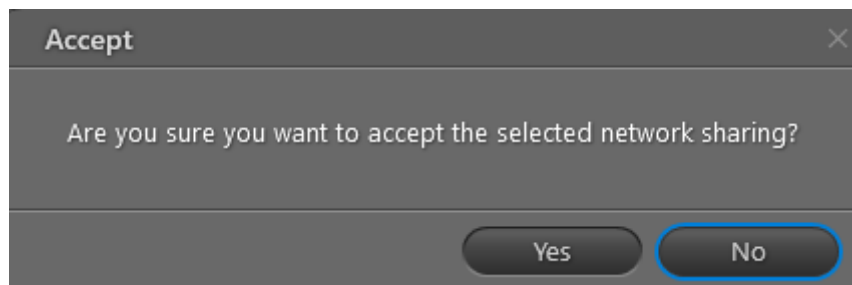 Accept
Are you sure you want to accept the selected network sharing?
Yes
No